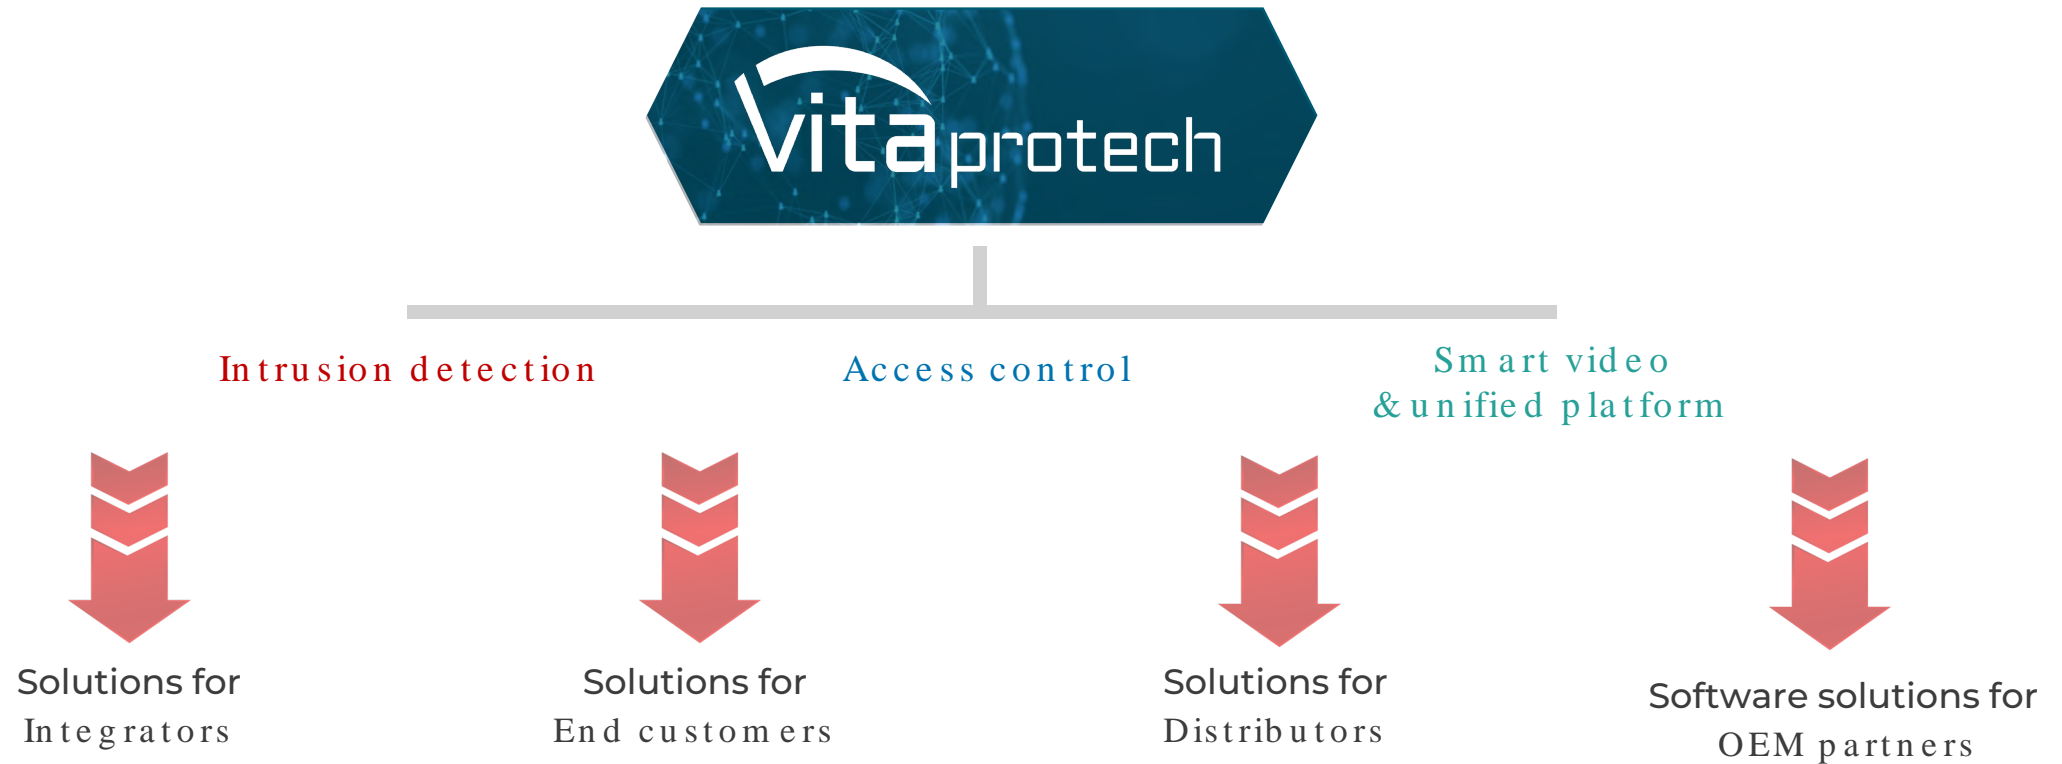 vitaprotech
Intrusion detection
Access control
Smart video
& unified platform
Solutions for
Integrators
Solutions for
End customers
Solutions for
Distributors
Software solutions for
OEM partners